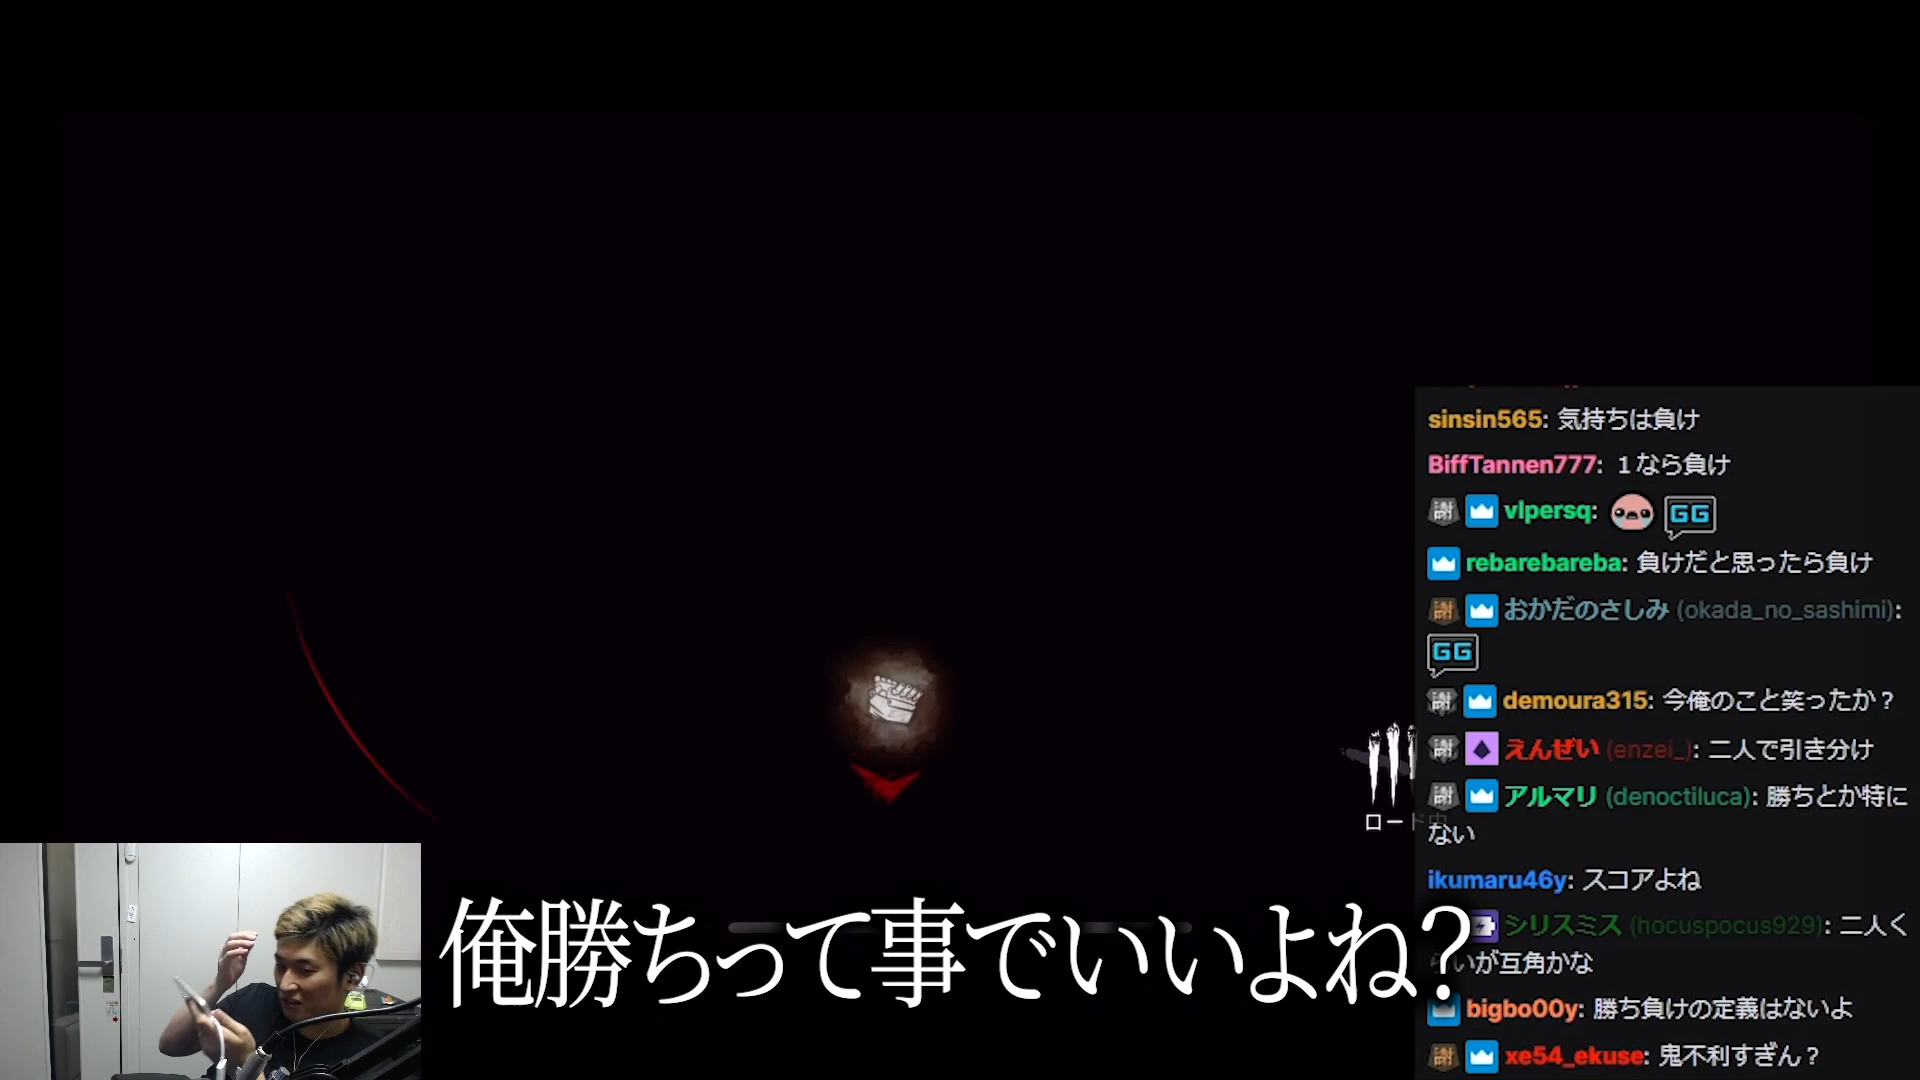 sinsin565: 気持ちは負け
BiffTannen777: １なら負け
謝 vlpersq: GG
rebarebareba: 負けだと思ったら負け
謝 おかだのさしみ (okada_no_sashimi):
GG
謝 demoura315: 今俺のこと笑ったか？
謝 えんぜい (enzei_): 二人で引き分け
謝 アルマリ (denoctiluca): 勝ちとか特に
ない
ikumaru46y: スコアよね
シリスミス (hocuspocus929): 二人く
らいが互角かな
bigbo00y: 勝ち負けの定義はないよ
謝 xe54_ekuse: 鬼不利すぎん？
ロード中
俺勝ちって事でいいよね？